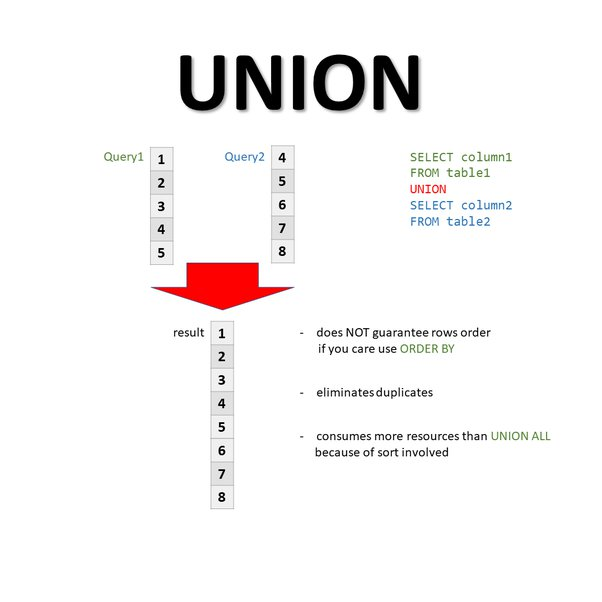 UNION
Query1
1
2
3
4
5
Query2
4
5
6
7
8
SELECT column1
FROM table1
UNION
SELECT column2
FROM table2
result
1
2
3
4
5
6
7
8
- does NOT guarantee rows order
if you care use ORDER BY
- eliminates duplicates
- consumes more resources than UNION ALL
because of sort involved